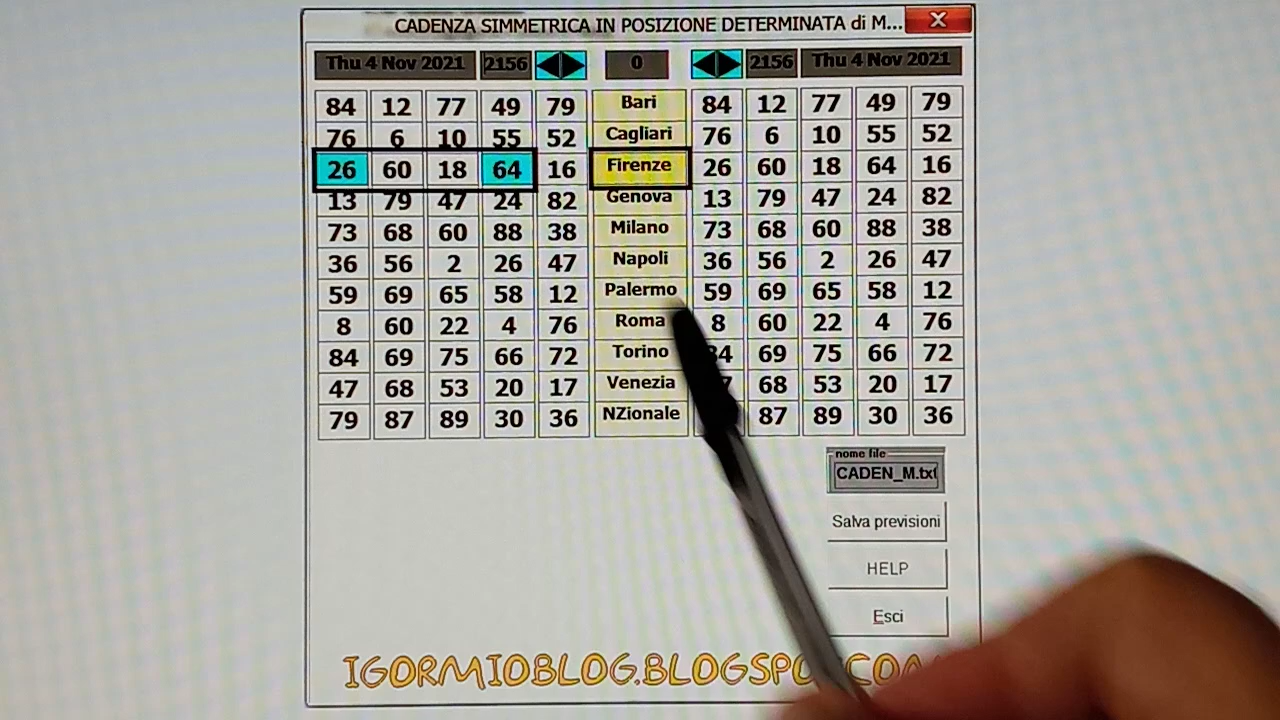 CADENZA SIMMETRICA IN POSIZIONE DETERMINATA di M...
Thu 4 Nov 2021 2156 0 2156 Thu 4 Nov 2021
84 12 77 49 79 Bari 84 12 77 49 79
76 6 10 55 52 Cagliari 76 6 10 55 52
26 60 18 64 16 Firenze 26 60 18 64 16
13 79 47 24 82 Genova 13 79 47 24 82
73 68 60 88 38 Milano 73 68 60 88 38
36 56 2 26 47 Napoli 36 56 2 26 47
59 69 65 58 12 Palermo 59 69 65 58 12
8 60 22 4 76 Roma 8 60 22 4 76
84 69 75 66 72 Torino 84 69 75 66 72
47 68 53 20 17 Venezia 68 53 20 17
79 87 89 30 36 NZionale 87 89 30 36
nome file
CADEN_M.txt
Salva previsioni
HELP
Esci